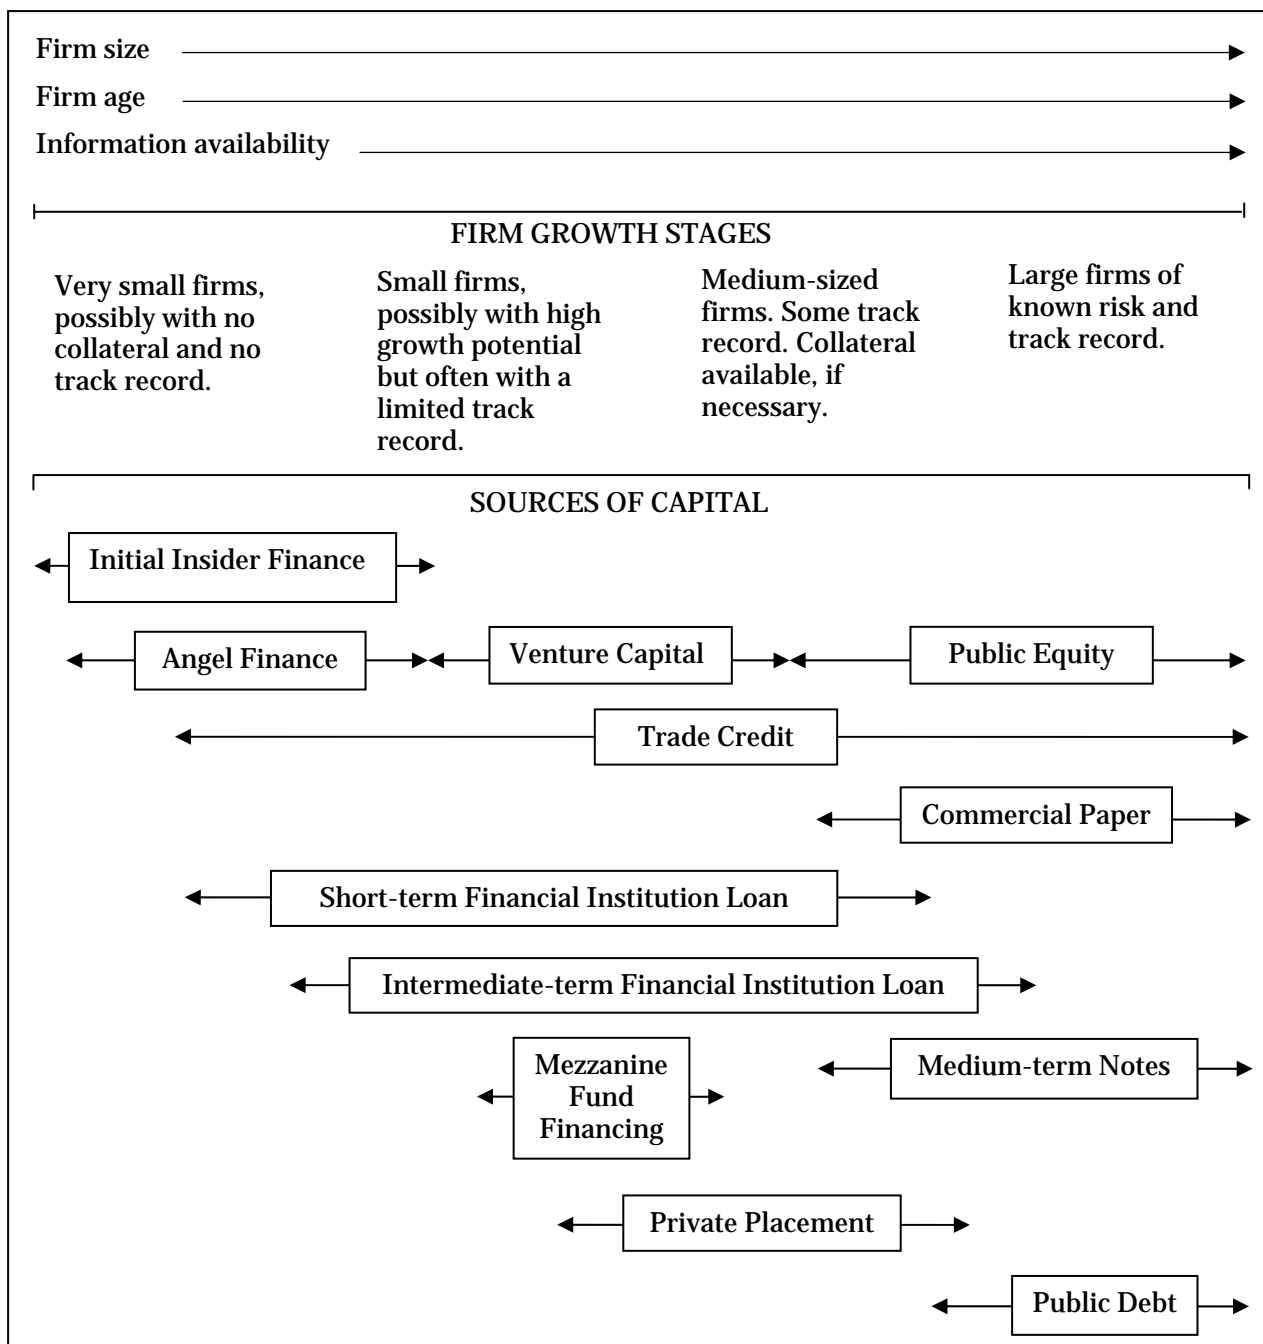 Firm size
Firm age
Information availability
FIRM GROWTH STAGES
Very small firms,
possibly with no
collateral and no
track record.
Small firms,
possibly with high
growth potential
but often with a
limited track
record.
Medium-sized
firms. Some track
record. Collateral
available, if
necessary.
Large firms of
known risk and
track record.
SOURCES OF CAPITAL
Initial Insider Finance
Angel Finance
Venture Capital
Public Equity
Trade Credit
Commercial Paper
Short-term Financial Institution Loan
Intermediate-term Financial Institution Loan
Mezzanine
Fund
Financing
Medium-term Notes
Private Placement
Public Debt